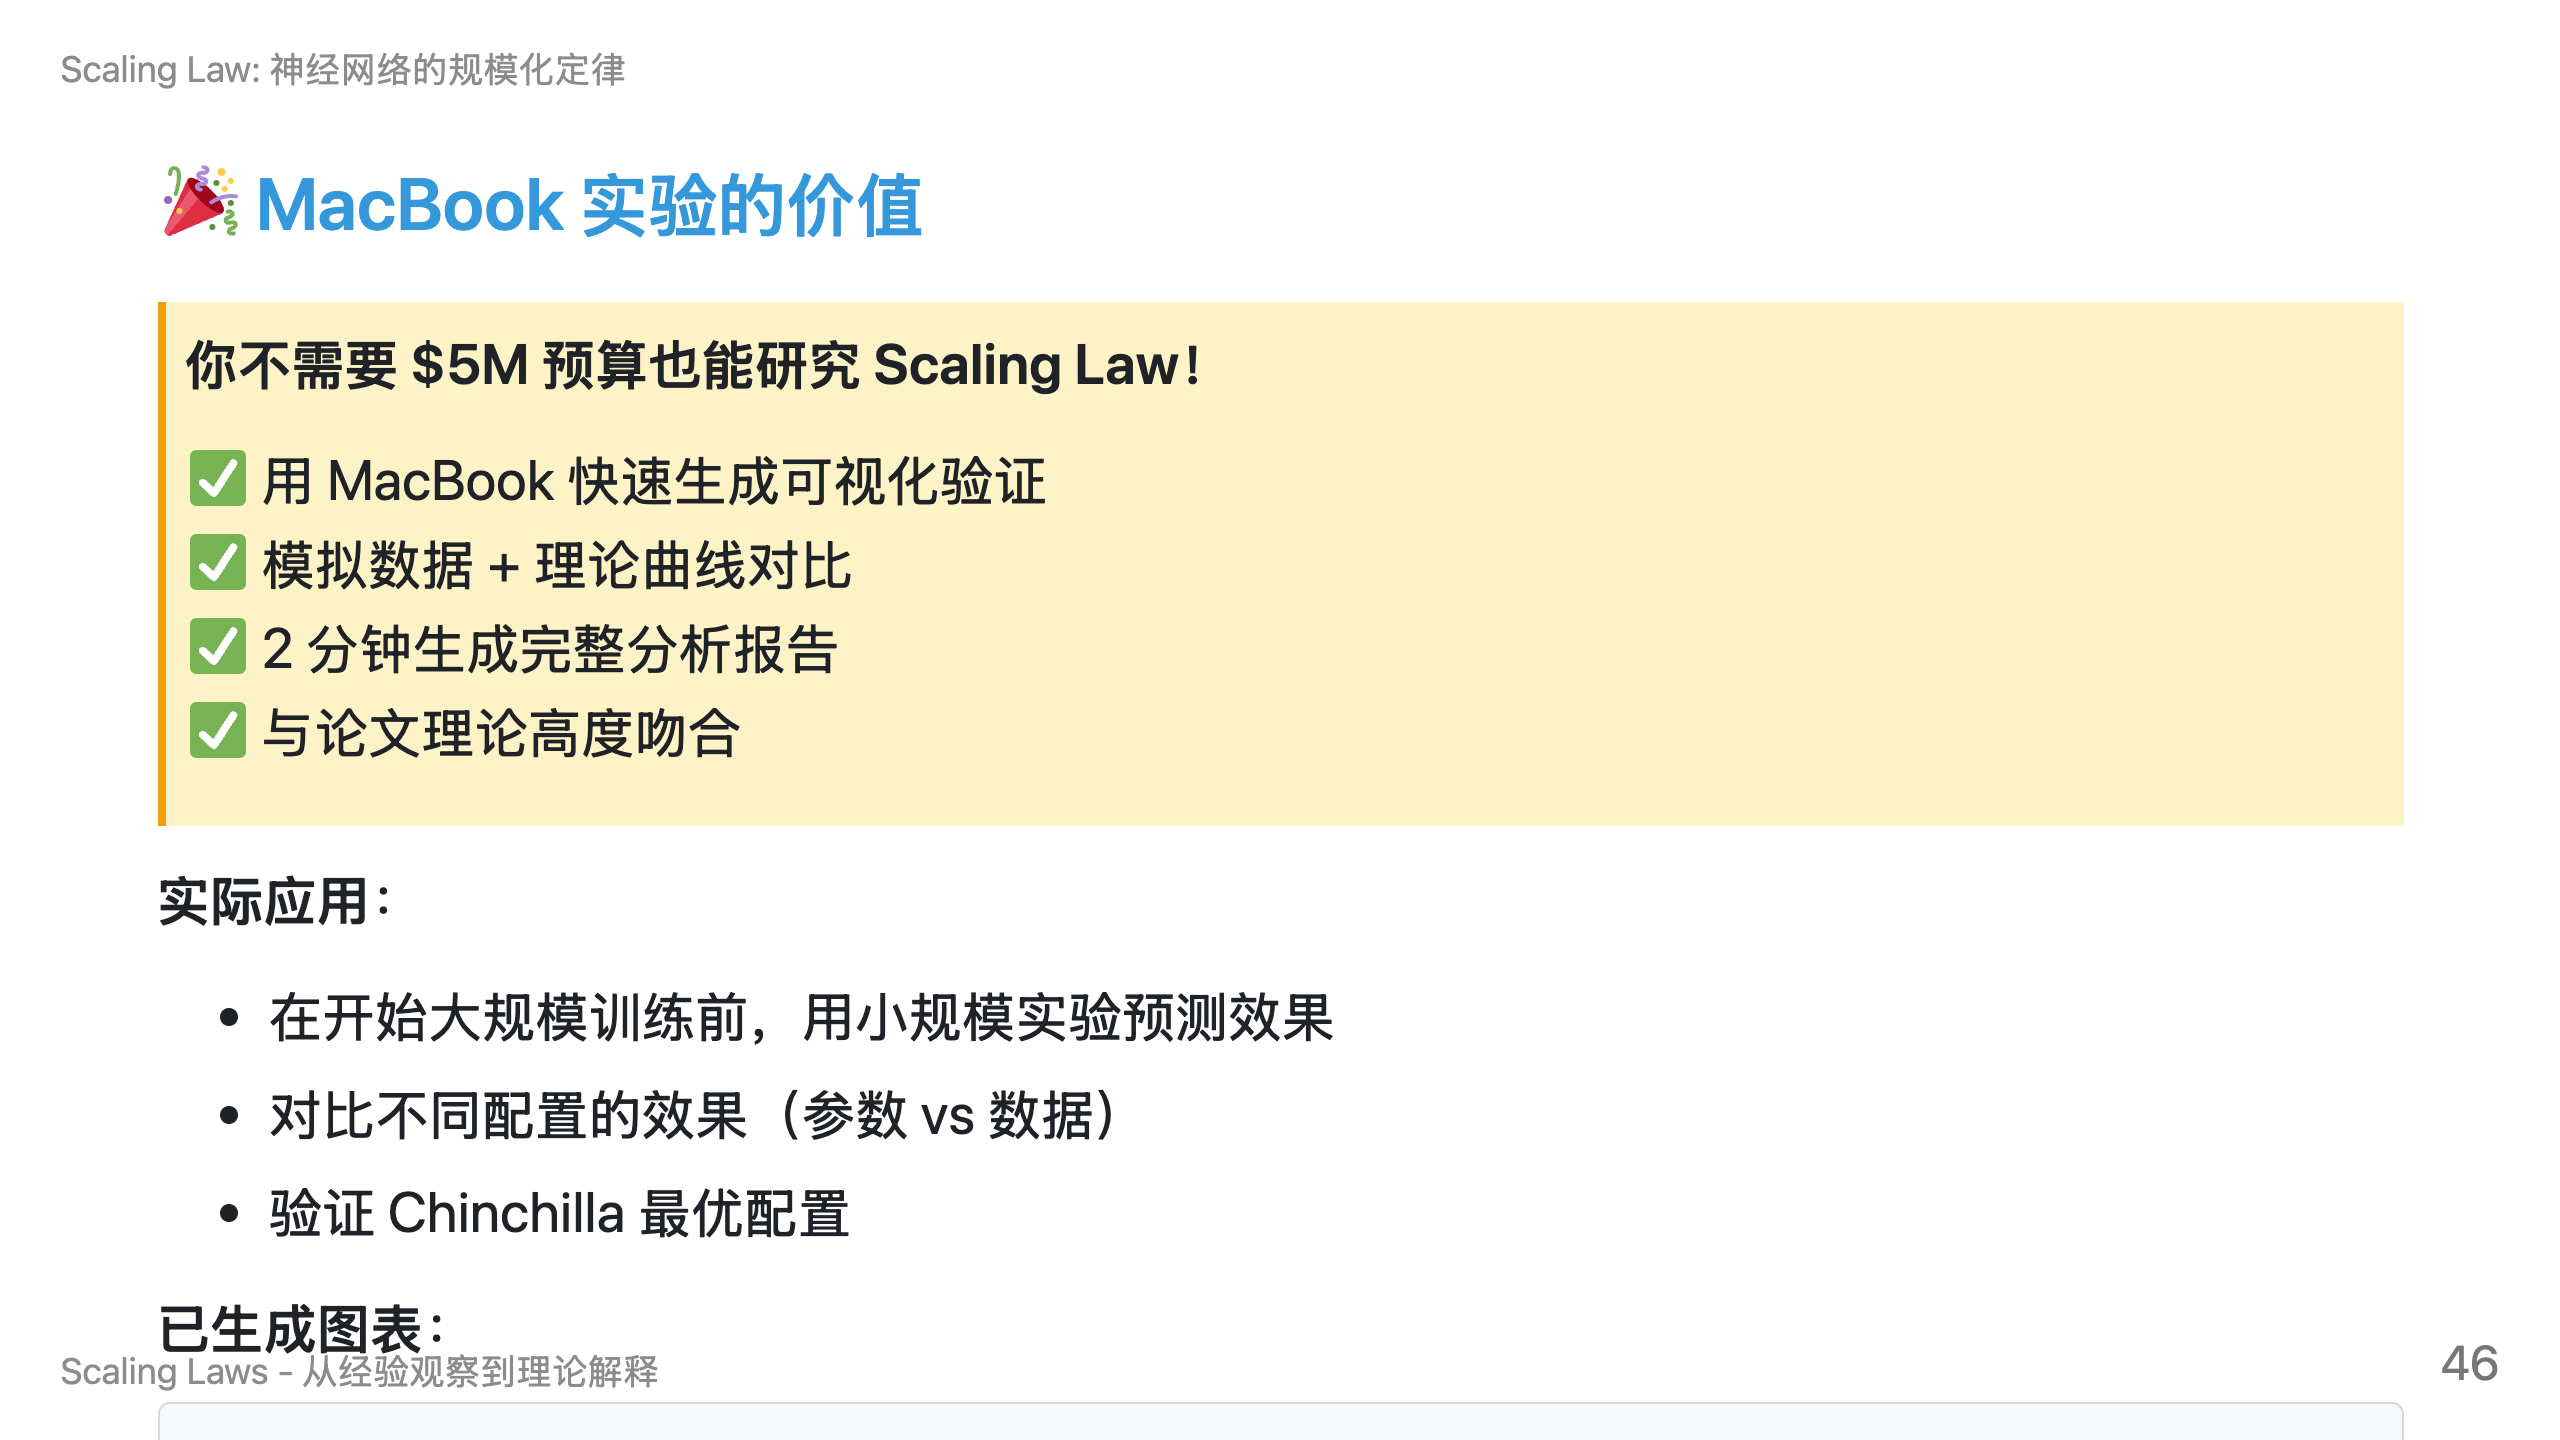 Scaling Law: 神经网络的规模化定律
🎉 MacBook 实验的价值
你不需要 $5M 预算也能研究 Scaling Law！
✅ 用 MacBook 快速生成可视化验证
✅ 模拟数据 + 理论曲线对比
✅ 2 分钟生成完整分析报告
✅ 与论文理论高度吻合
实际应用：
• 在开始大规模训练前，用小规模实验预测效果
• 对比不同配置的效果（参数 vs 数据）
• 验证 Chinchilla 最优配置
已生成图表：
Scaling Laws - 从经验观察到理论解释
46